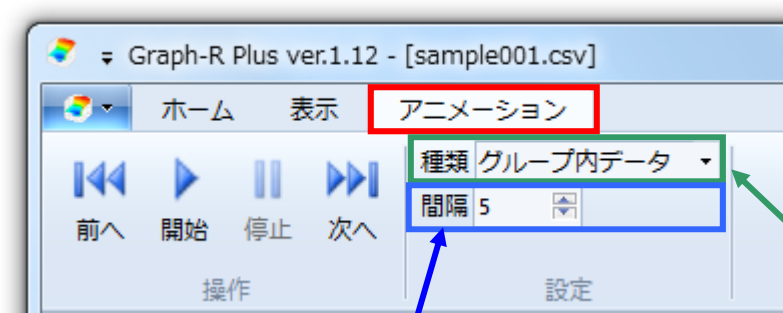 Graph-R Plus ver.1.12 - [sample001.csv]
ホーム 表示 アニメーション
種類 グループ内データ
間隔 5
前へ 開始 停止 次へ
操作 設定